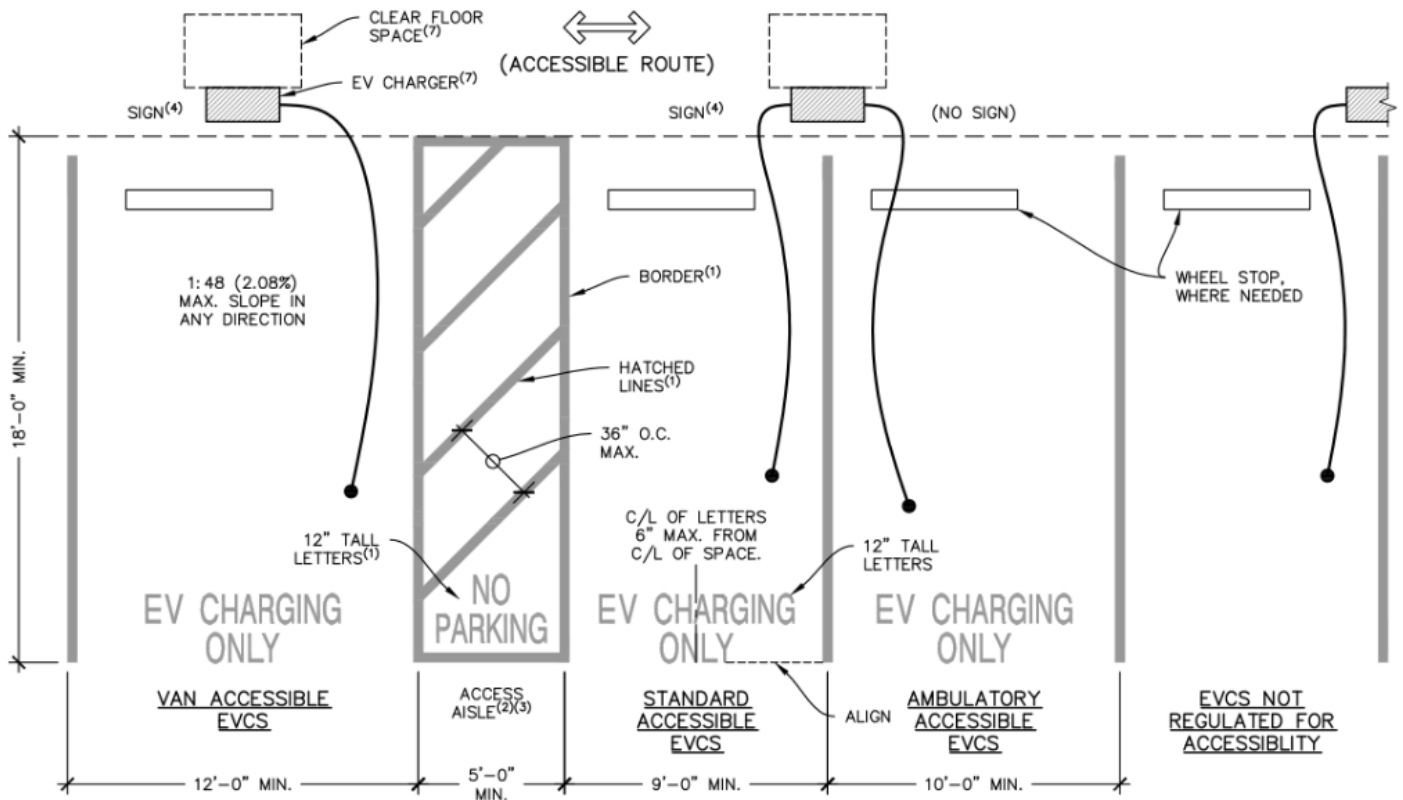 CLEAR FLOOR
SPACE(7)
(ACCESSIBLE ROUTE)
EV CHARGER(7)
SIGN(4)
SIGN(4)
(NO SIGN)
1:48 (2.08%)
MAX. SLOPE IN
ANY DIRECTION
BORDER(1)
WHEEL STOP,
WHERE NEEDED
18'-0" MIN.
HATCHED
LINES(1)
36" O.C.
MAX.
C/L OF LETTERS
6" MAX. FROM
C/L OF SPACE.
12" TALL
LETTERS(1)
12" TALL
LETTERS
EV CHARGING
ONLY
NO
PARKING
EV CHARGING
ONLY
EV CHARGING
ONLY
VAN ACCESSIBLE
EVCS
ACCESS
AISLE(2)(3)
STANDARD
ACCESSIBLE
EVCS
ALIGN
AMBULATORY
ACCESSIBLE
EVCS
EVCS NOT
REGULATED FOR
ACCESSIBLITY
12'-0" MIN.
5'-0"
MIN.
9'-0" MIN.
10'-0" MIN.